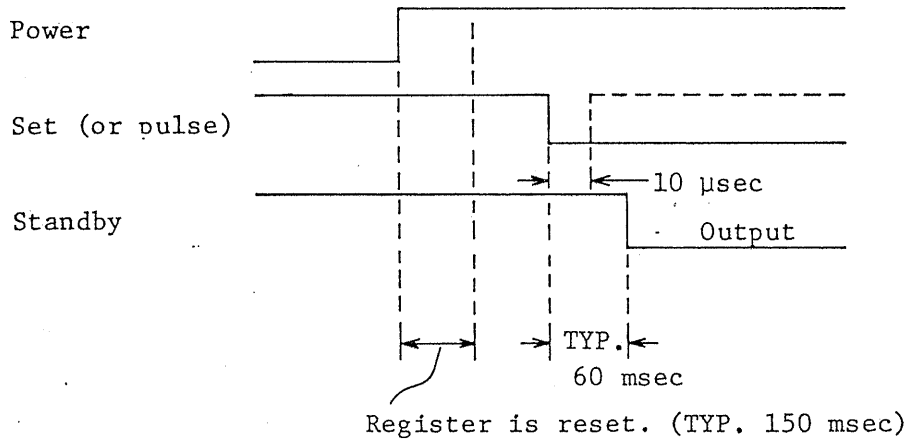 Power
Set (or pulse)
10 μsec
Standby
Output
TYP.
60 msec
Register is reset. (TYP. 150 msec)